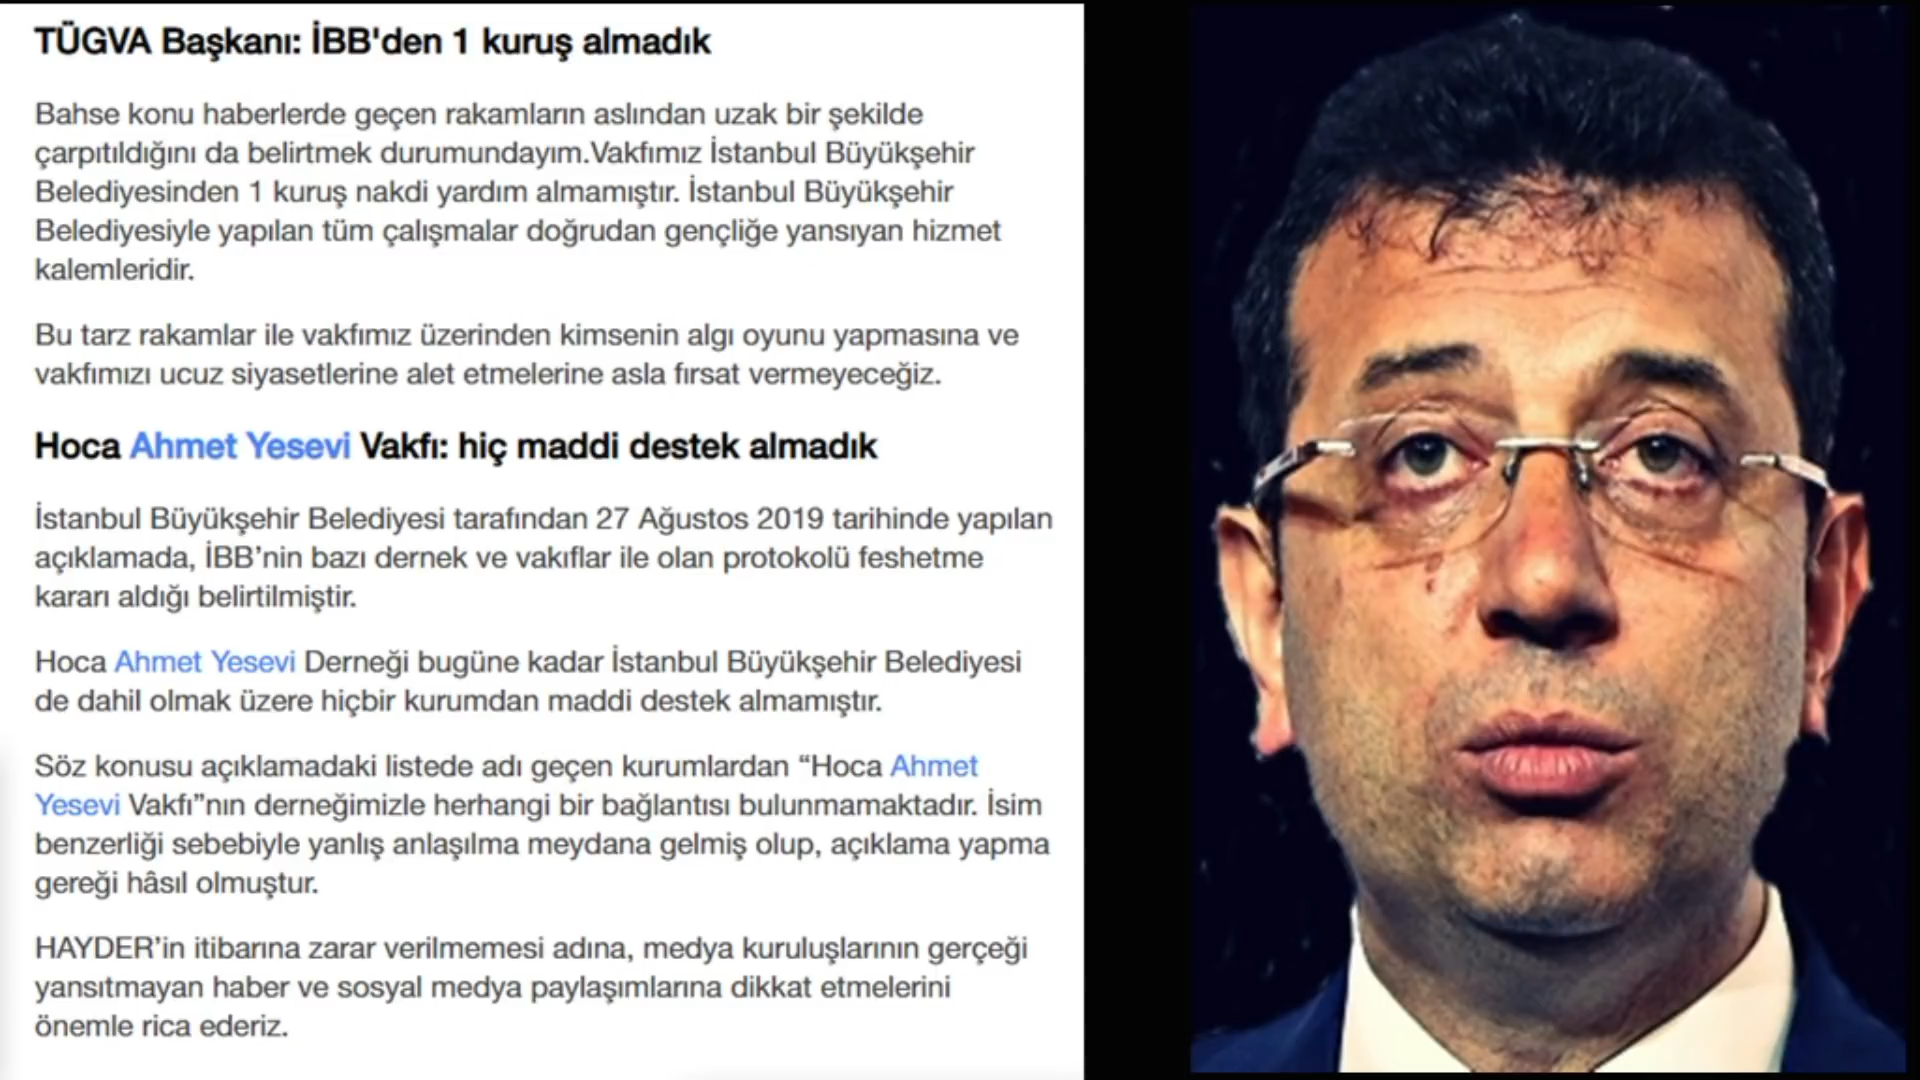 TÜGVA Başkanı: İBB'den 1 kuruş almadık
Bahse konu haberlerde geçen rakamların aslından uzak bir şekilde
çarpıtıldığını da belirtmek durumundayım.Vakfımız İstanbul Büyükşehir
Belediyesinden 1 kuruş nakdi yardım almamıştır. İstanbul Büyükşehir
Belediyesiyle yapılan tüm çalışmalar doğrudan gençliğe yansıyan hizmet
kalemleridir.
Bu tarz rakamlar ile vakfımız üzerinden kimsenin algı oyunu yapmasına ve
vakfımızı ucuz siyasetlerine alet etmelerine asla fırsat vermeyeceğiz.
Hoca Ahmet Yesevi Vakfı: hiç maddi destek almadık
İstanbul Büyükşehir Belediyesi tarafından 27 Ağustos 2019 tarihinde yapılan
açıklamada, İBB’nin bazı dernek ve vakıflar ile olan protokolü feshetme
kararı aldığı belirtilmiştir.
Hoca Ahmet Yesevi Derneği bugüne kadar İstanbul Büyükşehir Belediyesi
de dahil olmak üzere hiçbir kurumdan maddi destek almamıştır.
Söz konusu açıklamadaki listede adı geçen kurumlardan “Hoca Ahmet
Yesevi Vakfı”nın derneğimizle herhangi bir bağlantısı bulunmamaktadır. İsim
benzerliği sebebiyle yanlış anlaşılma meydana gelmiş olup, açıklama yapma
gereği hâsıl olmuştur.
HAYDER’in itibarına zarar verilmemesi adına, medya kuruluşlarının gerçeği
yansıtmayan haber ve sosyal medya paylaşımlarına dikkat etmelerini
önemle rica ederiz.